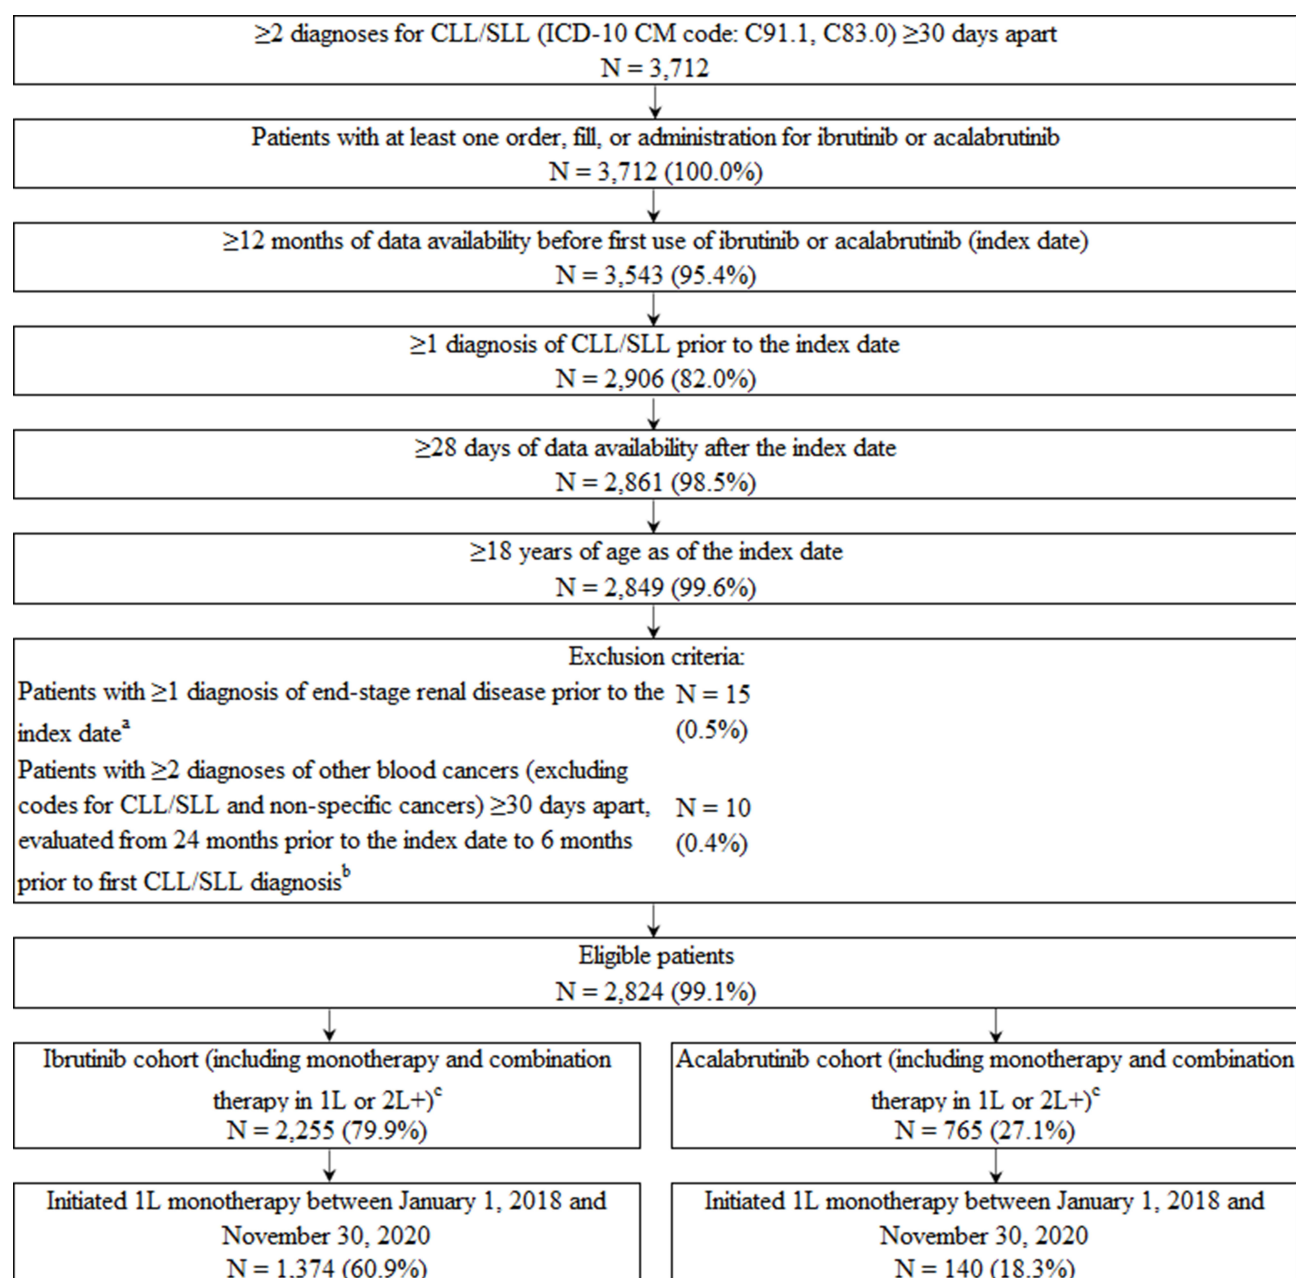 ≥2 diagnoses for CLL/SLL (ICD-10 CM code: C91.1, C83.0) ≥30 days apart
N = 3,712
Patients with at least one order, fill, or administration for ibrutinib or acalabrutinib
N = 3,712 (100.0%)
≥12 months of data availability before first use of ibrutinib or acalabrutinib (index date)
N = 3,543 (95.4%)
≥1 diagnosis of CLL/SLL prior to the index date
N = 2,906 (82.0%)
≥28 days of data availability after the index date
N = 2,861 (98.5%)
≥18 years of age as of the index date
N = 2,849 (99.6%)
Exclusion criteria:
Patients with ≥1 diagnosis of end-stage renal disease prior to the
index dateᵃ
N = 15
(0.5%)
Patients with ≥2 diagnoses of other blood cancers (excluding
codes for CLL/SLL and non-specific cancers) ≥30 days apart,
evaluated from 24 months prior to the index date to 6 months
prior to first CLL/SLL diagnosisᵇ
N = 10
(0.4%)
Eligible patients
N = 2,824 (99.1%)
Ibrutinib cohort (including monotherapy and combination
therapy in 1L or 2L+)ᶜ
N = 2,255 (79.9%)
Acalabrutinib cohort (including monotherapy and combination
therapy in 1L or 2L+)ᶜ
N = 765 (27.1%)
Initiated 1L monotherapy between January 1, 2018 and
November 30, 2020
N = 1,374 (60.9%)
Initiated 1L monotherapy between January 1, 2018 and
November 30, 2020
N = 140 (18.3%)